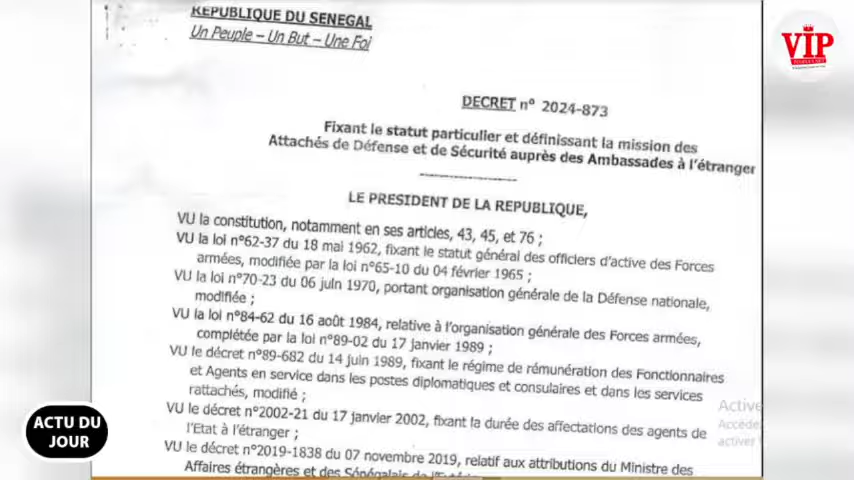 REPUBLIQUE DU SENEGAL
Un Peuple – Un But – Une Foi
VIP
DECRET n° 2024-873
Fixant le statut particulier et définissant la mission des
Attachés de Défense et de Sécurité auprès des Ambassades à l'étranger
LE PRESIDENT DE LA REPUBLIQUE,
VU la constitution, notamment en ses articles, 43, 45, et 76 ;
VU la loi n°62-37 du 18 mai 1962, fixant le statut général des officiers d'active des Forces
armées, modifiée par la loi n°65-10 du 04 février 1965 ;
VU la loi n°70-23 du 06 juin 1970, portant organisation générale de la Défense nationale,
modifiée ;
VU la loi n°84-62 du 16 août 1984, relative à l'organisation générale des Forces armées,
complétée par la loi n°89-02 du 17 janvier 1989 ;
VU le décret n°89-682 du 14 juin 1989, fixant le régime de rémunération des Fonctionnaires
et Agents en service dans les postes diplomatiques et consulaires et dans les services
rattachés, modifié ;
VU le décret n°2002-21 du 17 janvier 2002, fixant la durée des affectations des agents de
l'Etat à l'étranger ;
VU le décret n°2019-1838 du 07 novembre 2019, relatif aux attributions du Ministre des
Affaires étrangères et des Sénégalais de
Active
Accéde
activer
ACTU DU
JOUR